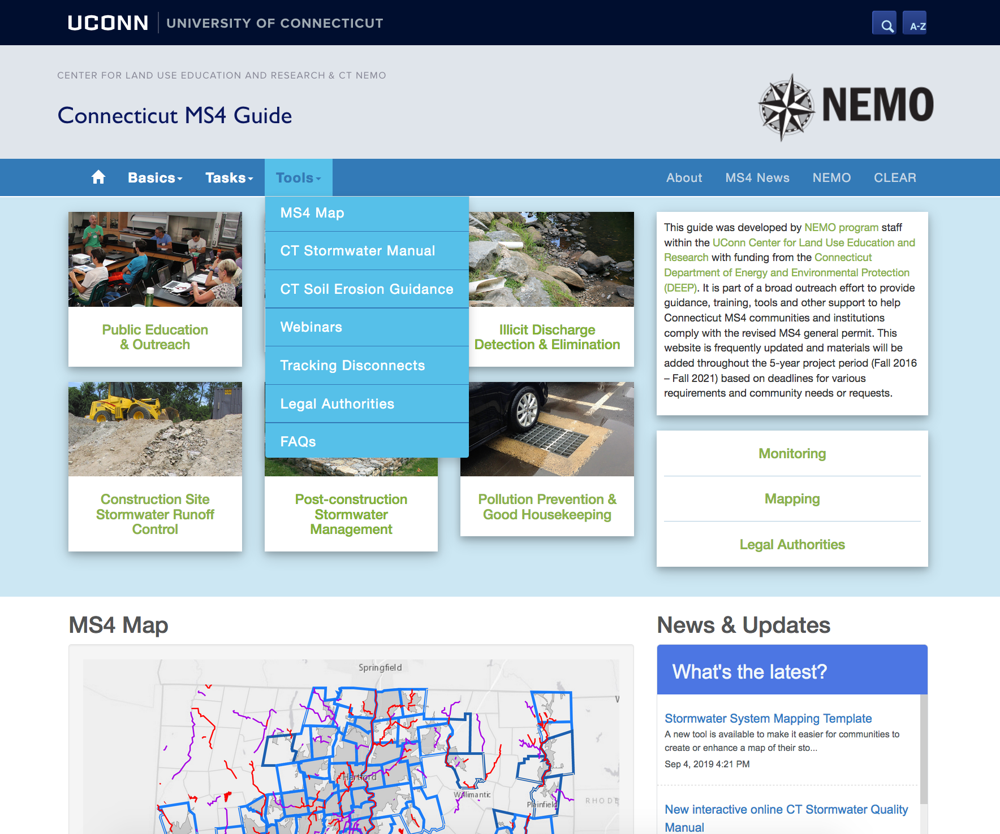 UCONN UNIVERSITY OF CONNECTICUT
A-Z
CENTER FOR LAND USE EDUCATION AND RESEARCH & CT NEMO
Connecticut MS4 Guide
NEMO
Basics
Tasks
Tools
About
MS4 News
NEMO
CLEAR
MS4 Map
CT Stormwater Manual
CT Soil Erosion Guidance
Webinars
Tracking Disconnects
Legal Authorities
FAQs
Public Education
& Outreach
Illicit Discharge
Detection & Elimination
Construction Site
Stormwater Runoff
Control
Post-construction
Stormwater
Management
Pollution Prevention &
Good Housekeeping
This guide was developed by NEMO program staff
within the UConn Center for Land Use Education and
Research with funding from the Connecticut
Department of Energy and Environmental Protection
(DEEP). It is part of a broad outreach effort to provide
guidance, training, tools and other support to help
Connecticut MS4 communities and institutions
comply with the revised MS4 general permit. This
website is frequently updated and materials will be
added throughout the 5-year project period (Fall 2016
– Fall 2021) based on deadlines for various
requirements and community needs or requests.
Monitoring
Mapping
Legal Authorities
MS4 Map
Springfield
Hartford
Willimantic
Plainfield
RHODE
News & Updates
What's the latest?
Stormwater System Mapping Template
A new tool is available to make it easier for communities to
create or enhance a map of their sto...
Sep 4, 2019 4:21 PM
New interactive online CT Stormwater Quality
Manual